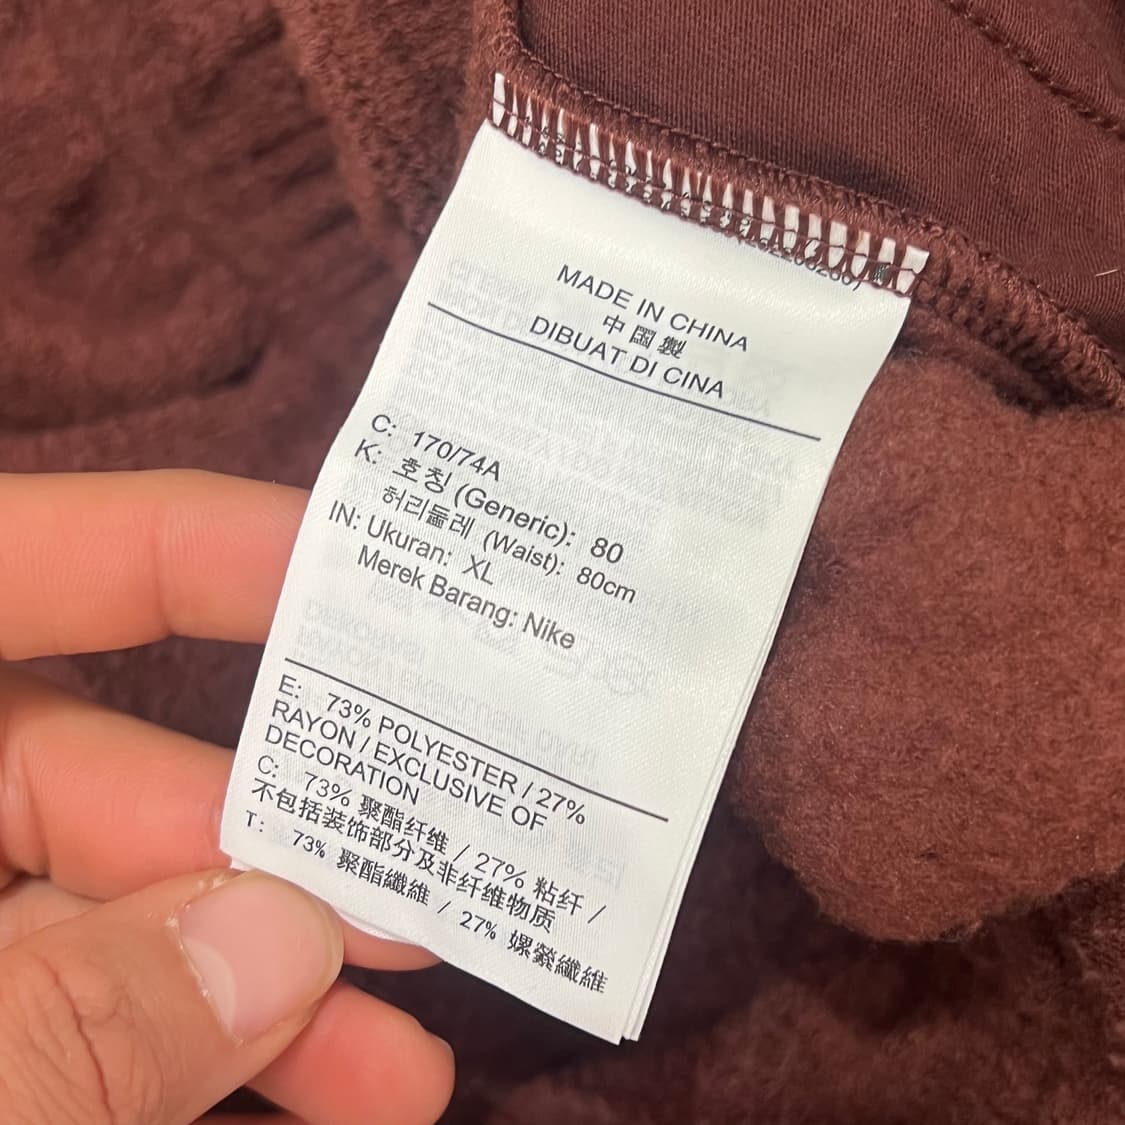 MADE IN CHINA
中国製
DIBUAT DI CINA
C: 170/74A
K: 호칭 (Generic): 80
허리둘레 (Waist): 80cm
IN: Ukuran: XL
Merek Barang: Nike
E: 73% POLYESTER / 27%
RAYON / EXCLUSIVE OF
DECORATION
C: 73% 聚酯纤维 / 27% 粘纤 /
不包括装饰部分及非纤维物质
T: 73% 聚酯纖維 / 27% 嫘縈纖維